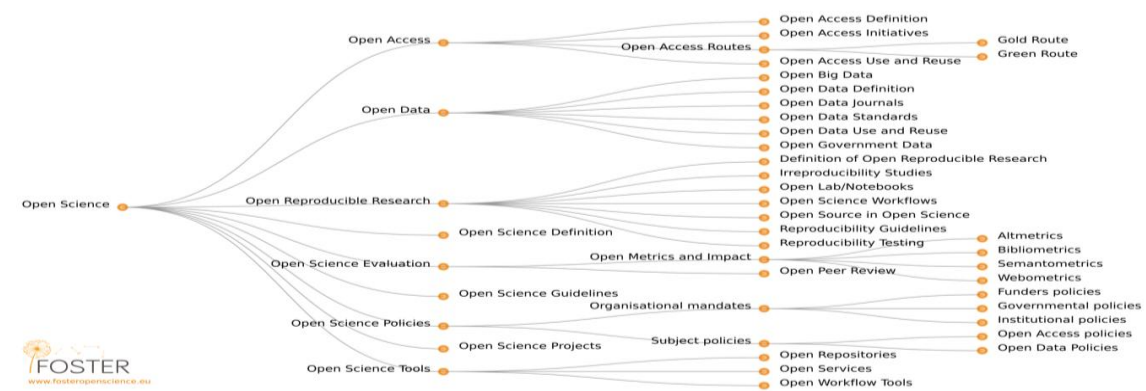 Open Science
Open Access
Open Access Definition
Open Access Initiatives
Open Access Routes
Gold Route
Green Route
Open Access Use and Reuse
Open Data
Open Big Data
Open Data Definition
Open Data Journals
Open Data Standards
Open Data Use and Reuse
Open Government Data
Open Reproducible Research
Definition of Open Reproducible Research
Irreproducibility Studies
Open Lab/Notebooks
Open Science Workflows
Open Source in Open Science
Reproducibility Guidelines
Reproducibility Testing
Open Science Definition
Open Science Evaluation
Open Metrics and Impact
Altmetrics
Bibliometrics
Semantometrics
Webometrics
Open Peer Review
Open Science Guidelines
Open Science Policies
Organisational mandates
Funders policies
Governmental policies
Institutional policies
Subject policies
Open Access policies
Open Data Policies
Open Science Projects
Open Science Tools
Open Repositories
Open Services
Open Workflow Tools
FOSTER
www.fosteropenscience.eu